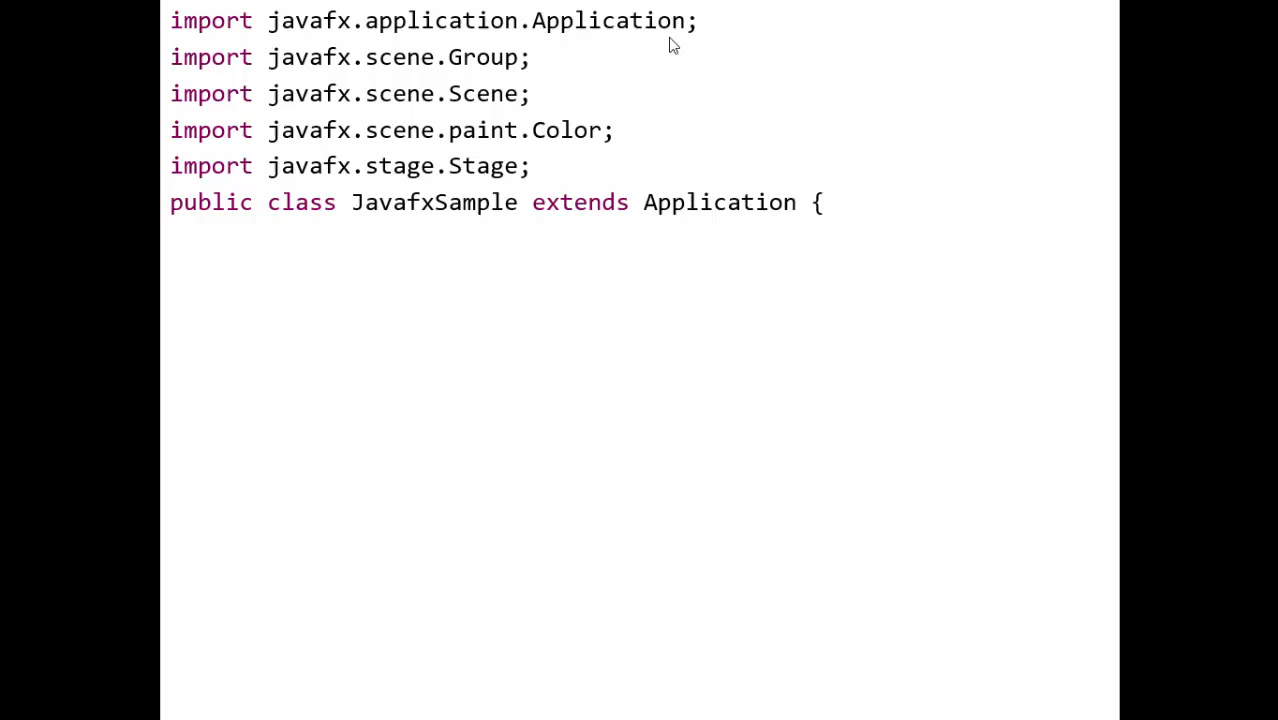 import javafx.application.Application;
import javafx.scene.Group;
import javafx.scene.Scene;
import javafx.scene.paint.Color;
import javafx.stage.Stage;
public class JavafxSample extends Application {